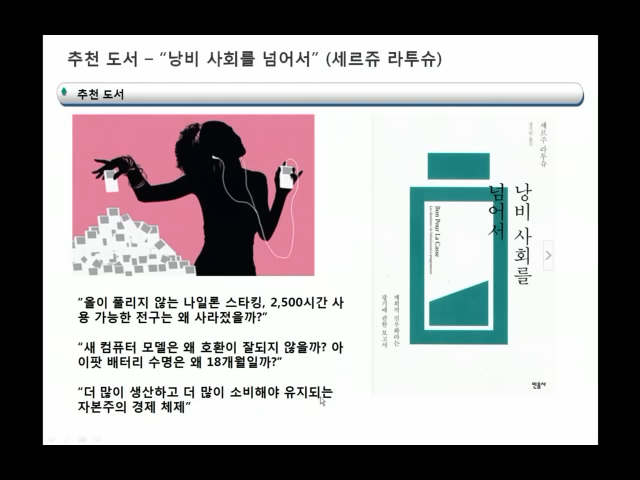 추천 도서 – “낭비 사회를 넘어서” (세르쥬 라투슈)
추천 도서
“올이 풀리지 않는 나일론 스타킹, 2,500시간 사
용 가능한 전구는 왜 사라졌을까?”
“새 컴퓨터 모델은 왜 호환이 잘되지 않을까? 아
이팟 배터리 수명은 왜 18개월일까?”
“더 많이 생산하고 더 많이 소비해야 유지되는
자본주의 경제 체제”
세르주 라투슈
낭비 사회를
넘어서
Bon Pour La Casse
계획적 진부화라는
광기에 관한 보고서
민음사